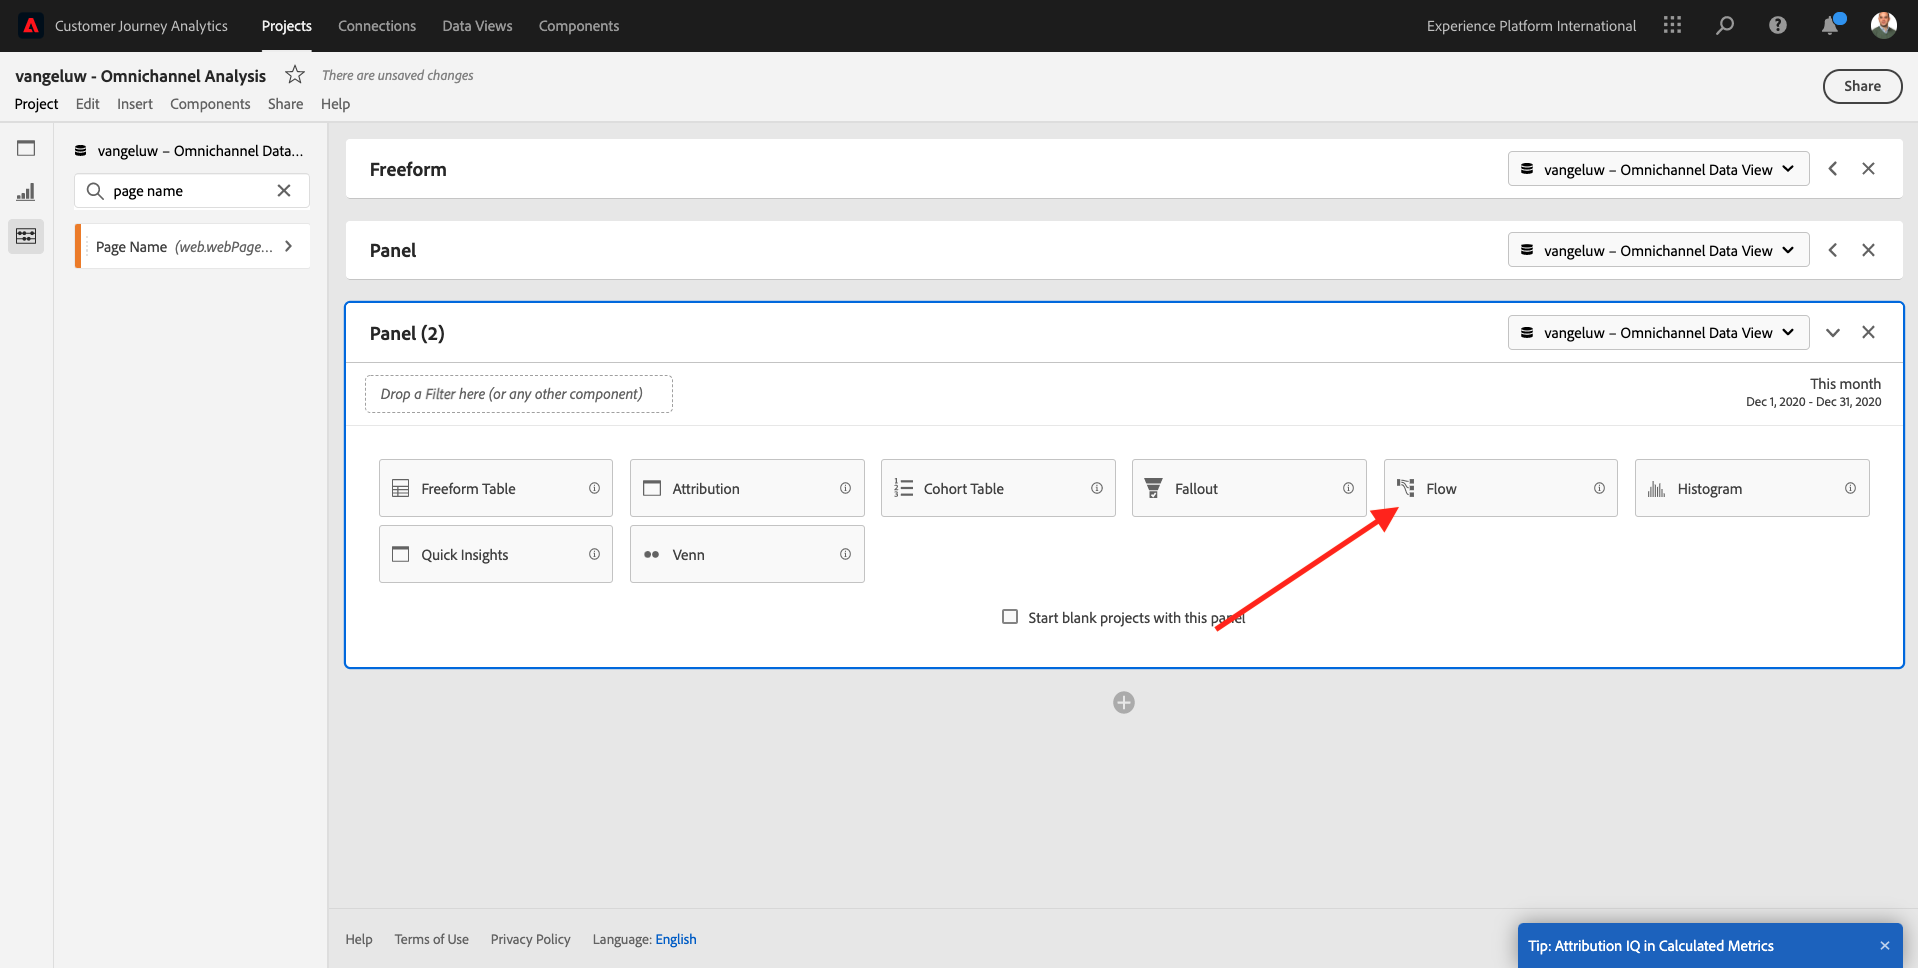 Customer Journey Analytics Projects Connections Data Views Components Experience Platform International
vangeluw - Omnichannel Analysis There are unsaved changes
Project Edit Insert Components Share Help
Share
vangeluw – Omnichannel Data...
page name
Page Name (web.webPage...
Freeform
vangeluw – Omnichannel Data View
Panel
vangeluw – Omnichannel Data View
Panel (2)
vangeluw – Omnichannel Data View
Drop a Filter here (or any other component)
This month
Dec 1, 2020 - Dec 31, 2020
Freeform Table
Attribution
Cohort Table
Fallout
Flow
Histogram
Quick Insights
Venn
Start blank projects with this panel
Help Terms of Use Privacy Policy Language: English
Tip: Attribution IQ in Calculated Metrics